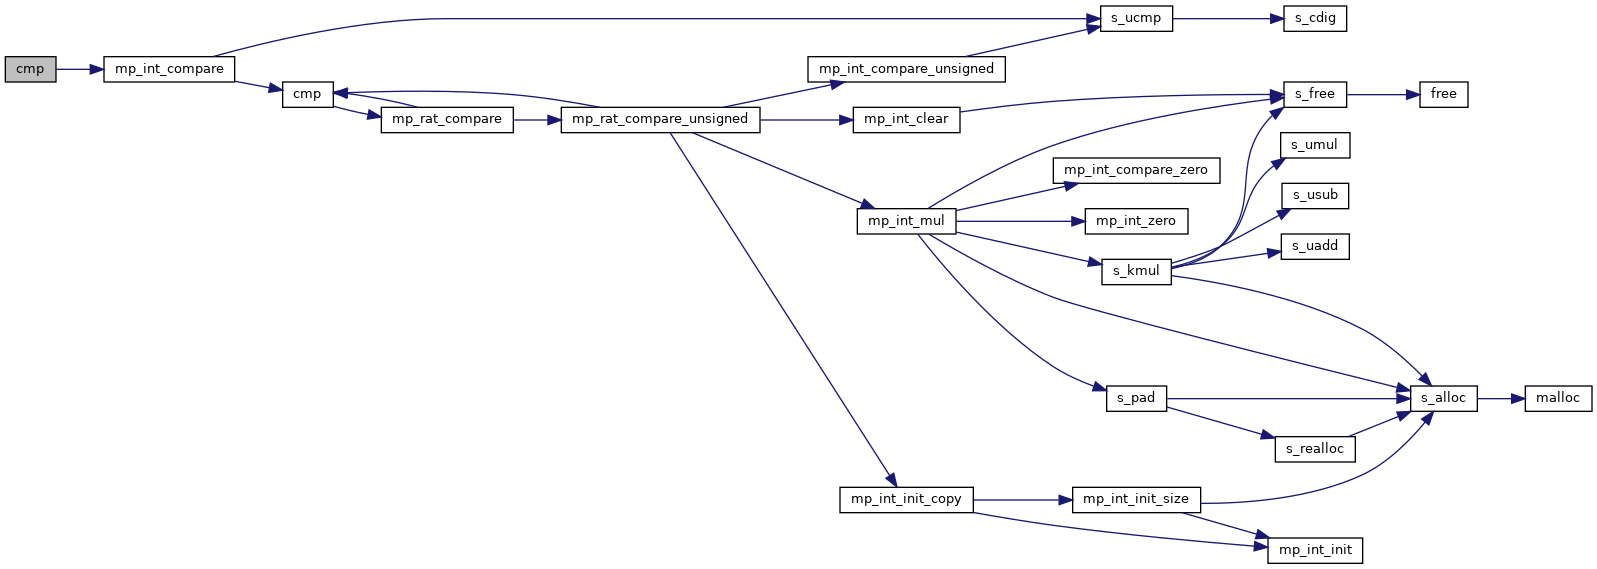 s_ucmp
s_cdig
cmp
mp_int_compare
mp_int_compare_unsigned
cmp
s_free
free
mp_rat_compare
mp_rat_compare_unsigned
mp_int_clear
s_umul
mp_int_compare_zero
s_usub
mp_int_mul
mp_int_zero
s_uadd
s_kmul
s_pad
s_alloc
malloc
s_realloc
mp_int_init_copy
mp_int_init_size
mp_int_init